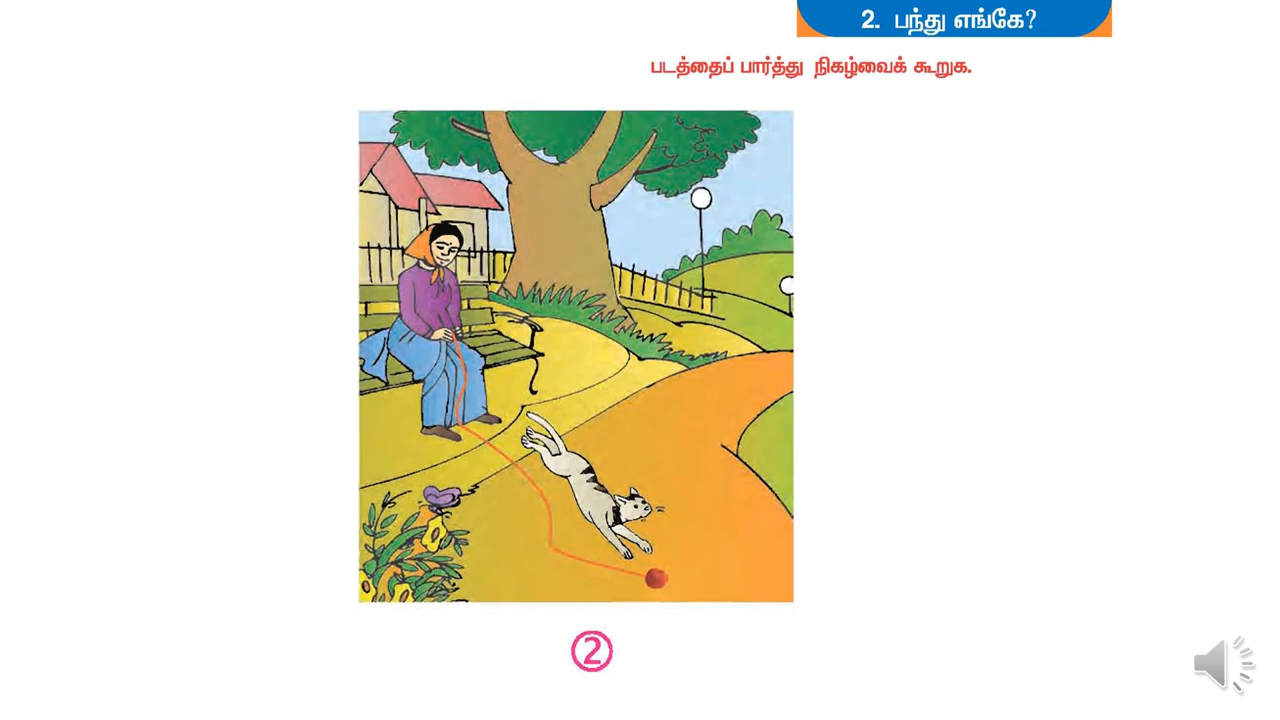 2. பந்து எங்கே?
படத்தைப் பார்த்து நிகழ்வைக் கூறுக.
2